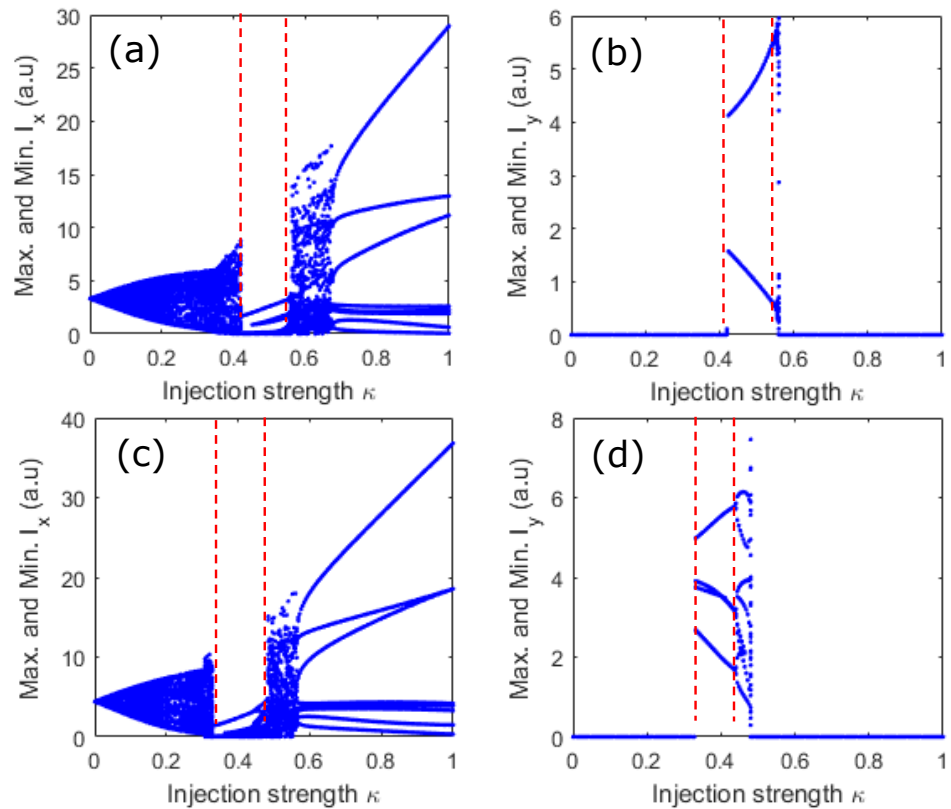 (a)
Max. and Min. I_x (a.u)
30
25
20
15
10
5
0
0 0.2 0.4 0.6 0.8 1
Injection strength κ
(b)
Max. and Min. I_y (a.u)
6
5
4
3
2
1
0
0 0.2 0.4 0.6 0.8 1
Injection strength κ
(c)
Max. and Min. I_x (a.u)
40
30
20
10
0
0 0.2 0.4 0.6 0.8 1
Injection strength κ
(d)
Max. and Min. I_y (a.u)
8
6
4
2
0
0 0.2 0.4 0.6 0.8 1
Injection strength κ